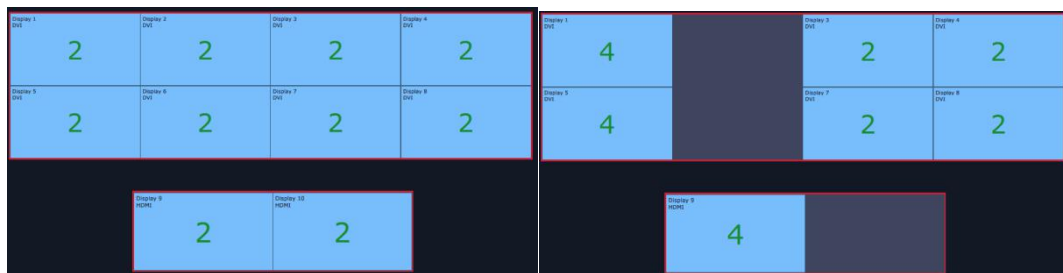 Display 1
DVI
2
Display 2
DVI
2
Display 3
DVI
2
Display 4
DVI
2
Display 5
DVI
2
Display 6
DVI
2
Display 7
DVI
2
Display 8
DVI
2
Display 9
HDMI
2
Display 10
HDMI
2
Display 1
DVI
4
Display 3
DVI
2
Display 4
DVI
2
Display 5
DVI
4
Display 7
DVI
2
Display 8
DVI
2
Display 9
HDMI
4